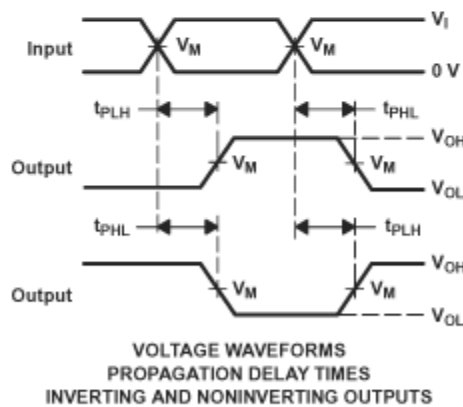 V_I
Input
V_M
V_M
0 V
t_PLH
t_PHL
V_OH
Output
V_M
V_M
V_OL
t_PHL
t_PLH
V_OH
Output
V_M
V_M
V_OL
VOLTAGE WAVEFORMS
PROPAGATION DELAY TIMES
INVERTING AND NONINVERTING OUTPUTS